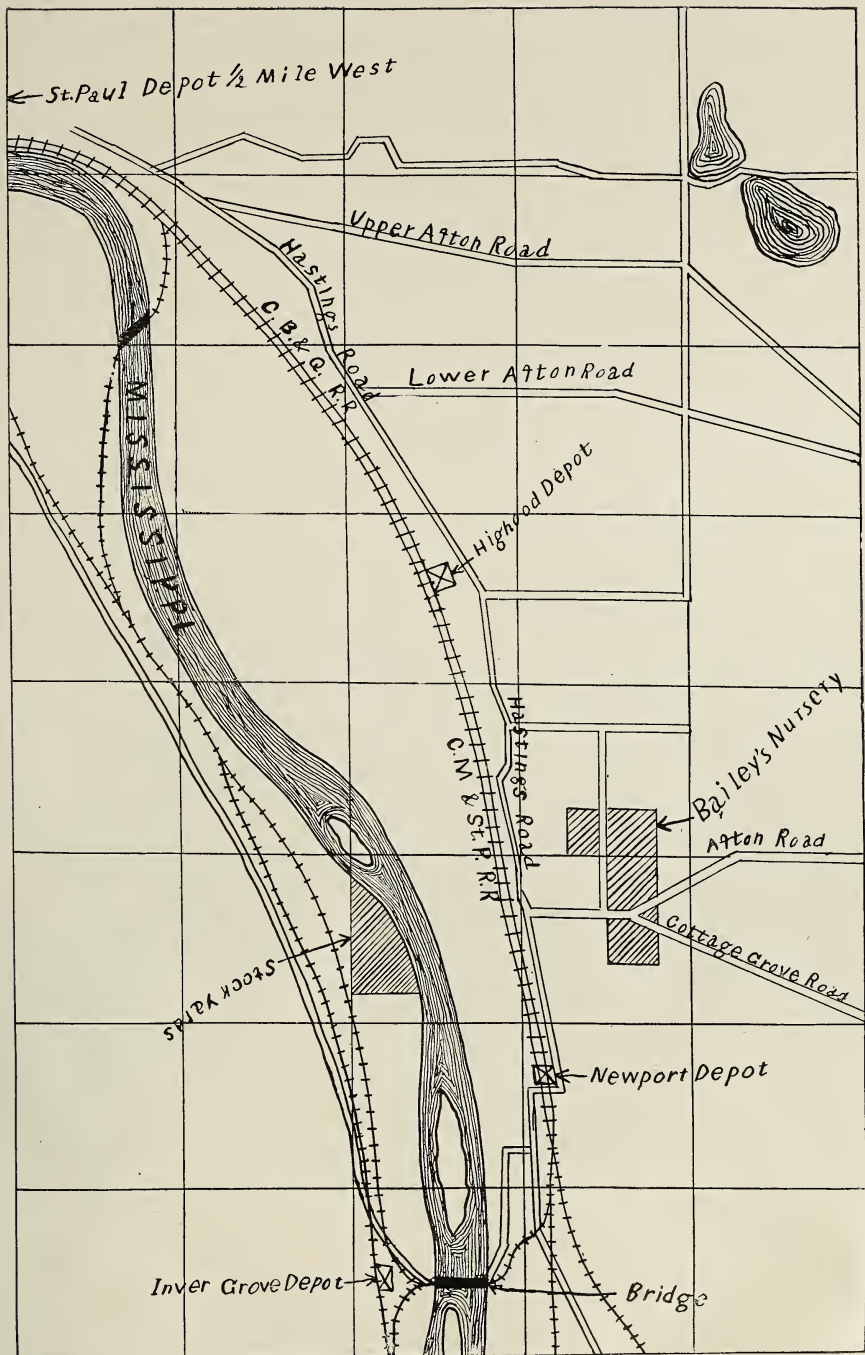 St. Paul Depot ½ Mile West
Upper Afton Road
Hastings Road
C. B. & Q. R.R
Lower Afton Road
MISSISSIPPI
Highood Depot
Hastings Road
Bailey's Nursery
C.M & St. P. R.R
Afton Road
Cottage Grove Road
Stock Yards
Newport Depot
Inver Grove Depot
Bridge